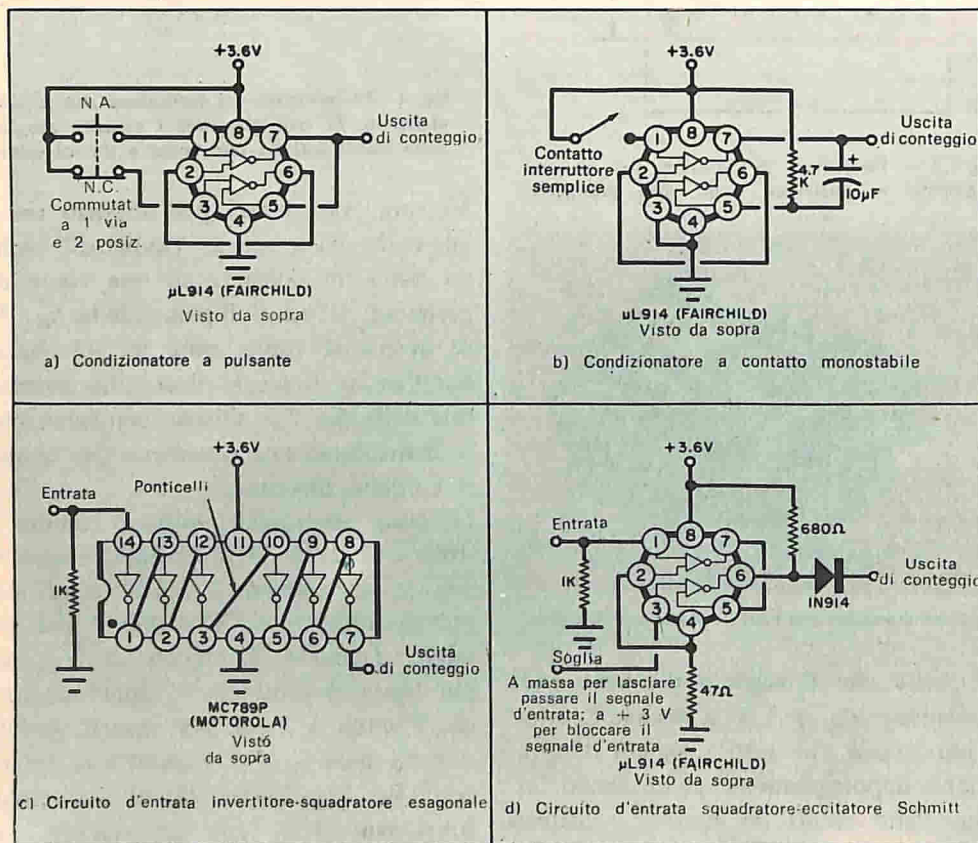 +3.6V
N.A.
1 8 7
2 6
3 4 5
N.C.
Commutat.
a 1 via
e 2 posiz.
Uscita
di conteggio
µL914 (FAIRCHILD)
Visto da sopra
a) Condizionatore a pulsante
+3.6V
1 8 7
2 6
3 4 5
Contatto
interruttore
semplice
4.7
K
+
10µF
Uscita
di conteggio
µL914 (FAIRCHILD)
Visto da sopra
b) Condizionatore a contatto monostabile
+3.6V
Entrata
Ponticelli
14 13 12 11 10 9 8
1K
1 2 3 4 5 6 7
Uscita
di conteggio
MC789P
(MOTOROLA)
Visto
da sopra
c) Circuito d'entrata invertitore-squadratore esagonale
+3.6V
Entrata
1 8 7
2 6
3 4 5
1K
680Ω
1N914
Uscita
di conteggio
Soglia
A massa per lasciare
passare il segnale
d'entrata; a + 3 V
per bloccare il
segnale d'entrata
47Ω
µL914 (FAIRCHILD)
Visto da sopra
d) Circuito d'entrata squadratore-eccitatore Schmitt